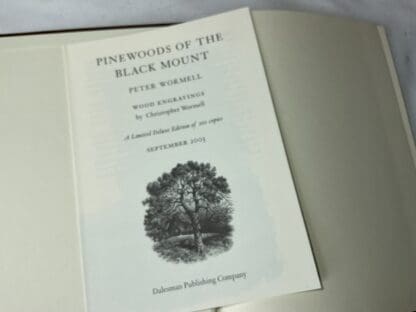 PINEWOODS OF THE
BLACK MOUNT
PETER WORMELL
WOOD ENGRAVINGS
by Christopher Wormell
A Limited Deluxe Edition of 201 copies
SEPTEMBER 2003
Dalesman Publishing Company